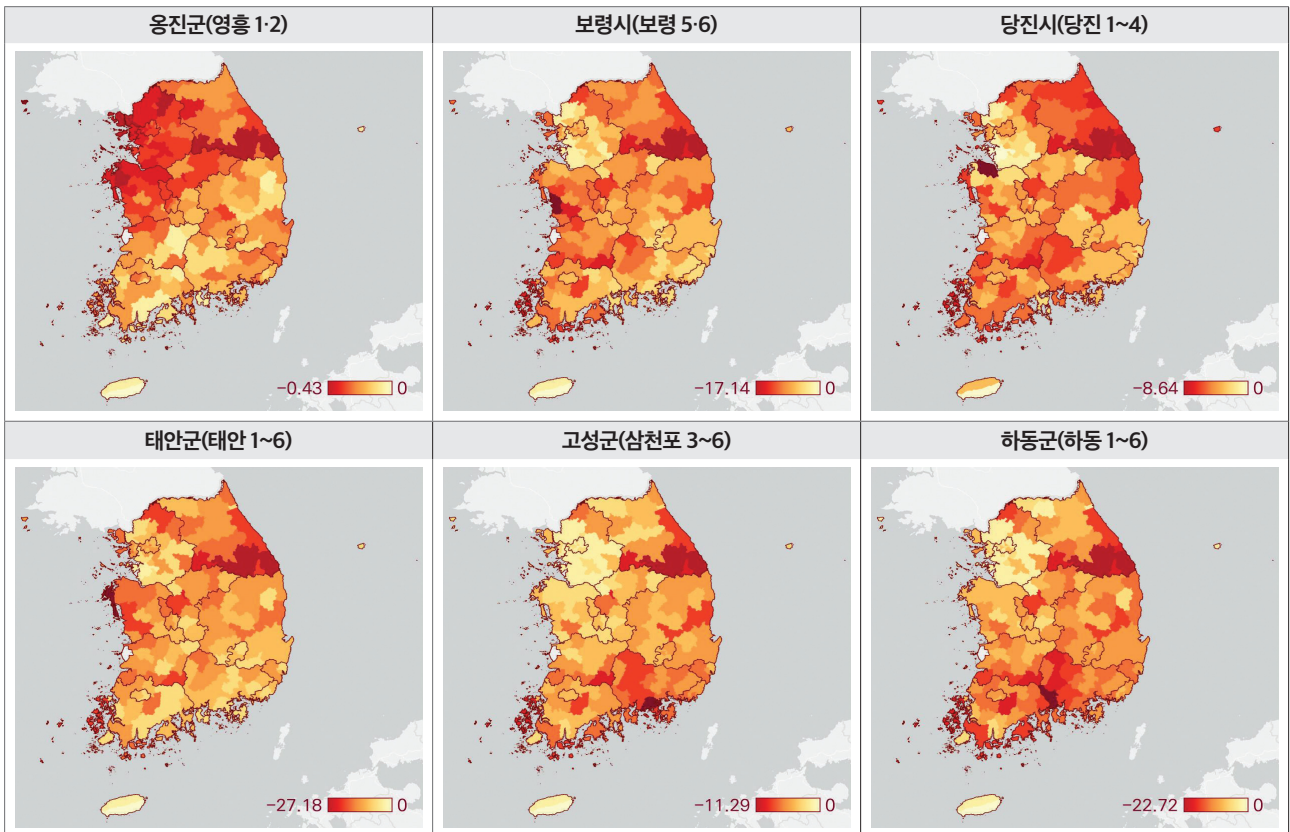 옹진군(영흥 1·2)
보령시(보령 5·6)
당진시(당진 1~4)
−0.43 0
−17.14 0
−8.64 0
태안군(태안 1~6)
고성군(삼천포 3~6)
하동군(하동 1~6)
−27.18 0
−11.29 0
−22.72 0